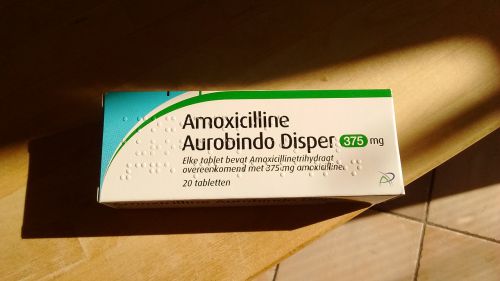 Amoxicilline
Aurobindo Disper 375 mg
Elke tablet bevat Amoxicillinetrihydraat
overeenkomend met 375 mg amoxicilline.
20 tabletten